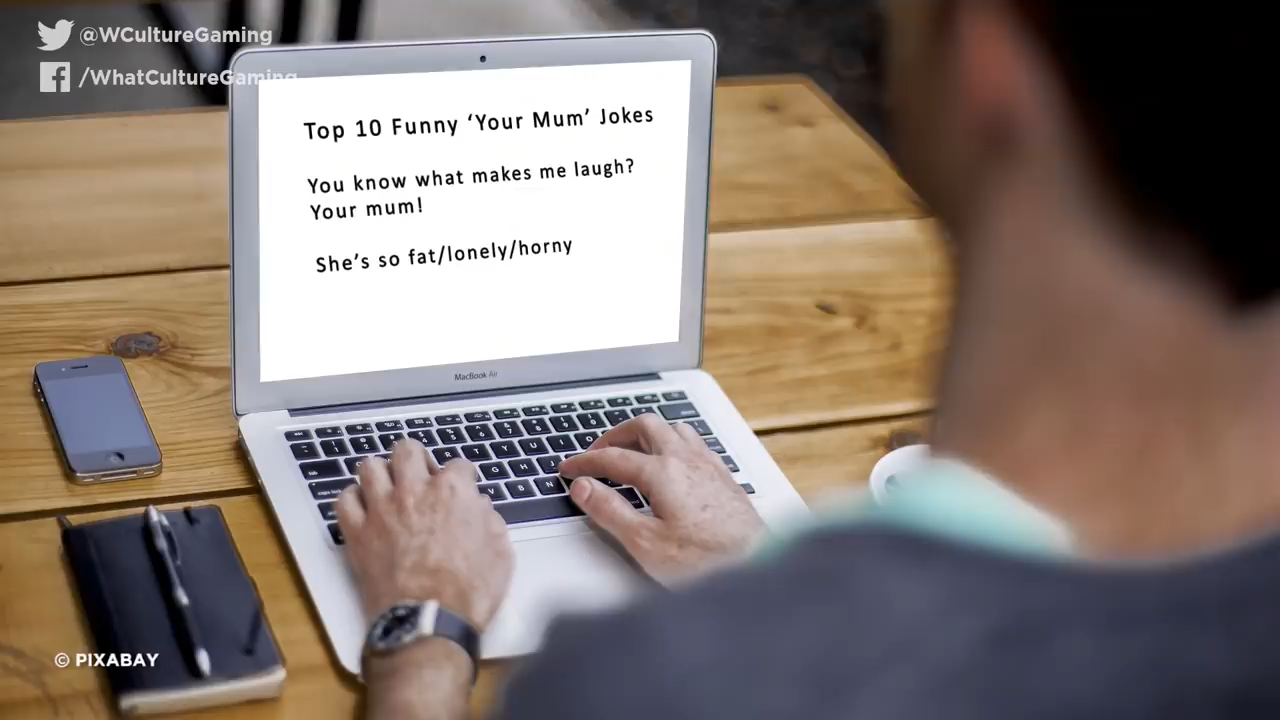 @WCultureGaming
/WhatCultureGaming
Top 10 Funny ‘Your Mum’ Jokes
You know what makes me laugh?
Your mum!
She’s so fat/lonely/horny
MacBook Air
© PIXABAY